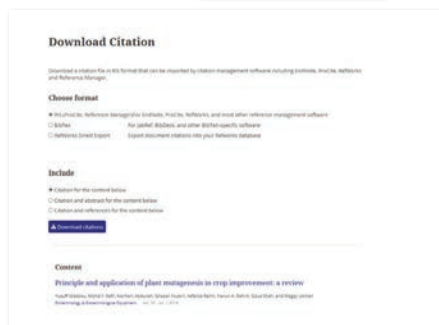 Download Citation
Download a citation file in RIS format that can be imported by citation management software including EndNote, ProCite, RefWorks
and Reference Manager.
Choose format
RIS (ProCite, Reference Manager) For EndNote, ProCite, RefWorks, and most other reference management software
BibTeX For JabRef, BibDesk, and other BibTeX-specific software
RefWorks Direct Export Export document citations into your RefWorks database
Include
Citation for the content below
Citation and abstract for the content below
Citation and references for the content below
Download citations
Content
Principle and application of plant mutagenesis in crop improvement: a review
Biotechnology & Biotechnological Equipment